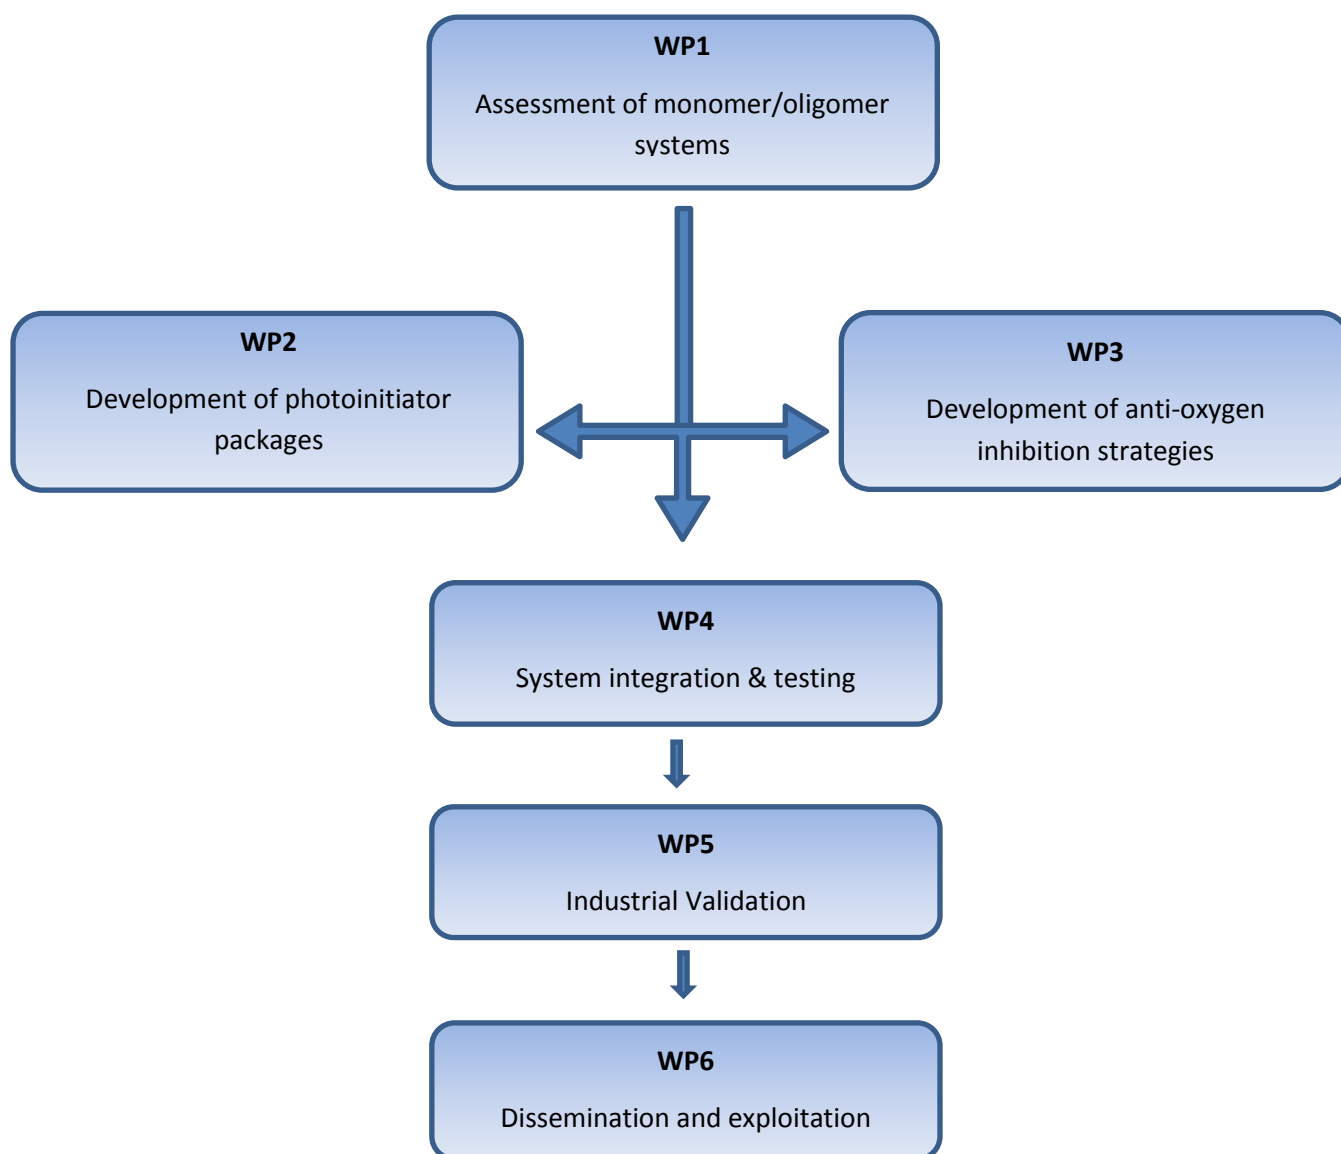 WP1
Assessment of monomer/oligomer
systems
WP2
Development of photoinitiator
packages
WP3
Development of anti-oxygen
inhibition strategies
WP4
System integration & testing
WP5
Industrial Validation
WP6
Dissemination and exploitation